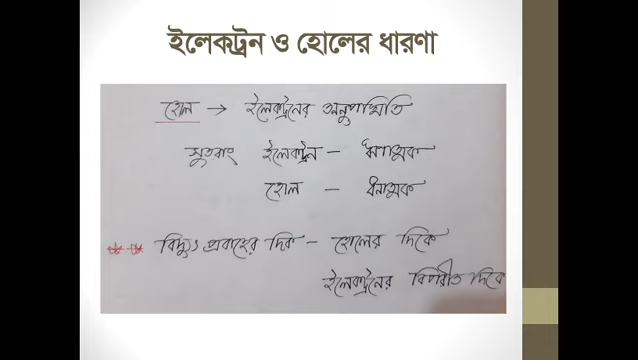 ইলেকট্রন ও হোলের ধারণা
হোল → ইলেকট্রনের অনুপস্থিতি
সুতরাং ইলেকট্রন – ঋণাত্মক
হোল – ধনাত্মক
** বিদ্যুৎ প্রবাহের দিক – হোলের দিকে
ইলেকট্রনের বিপরীত দিকে